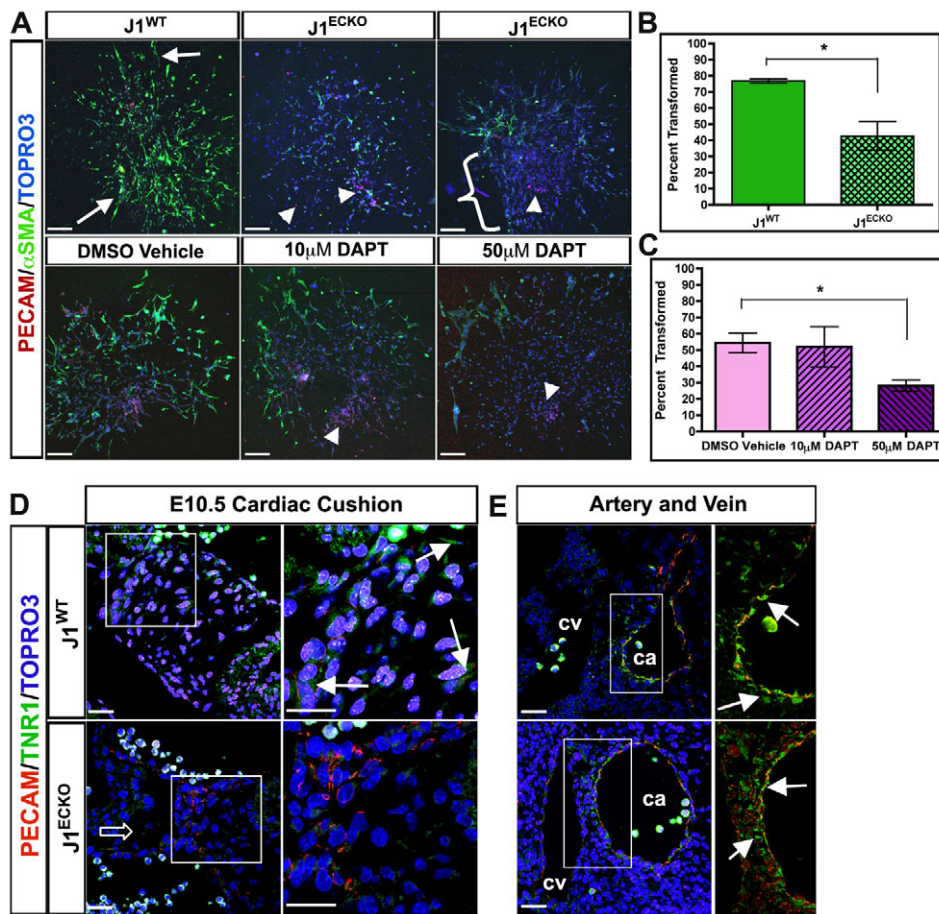 A
J1WT
J1ECKO
J1ECKO
PECAM/αSMA/TOPRO3
DMSO Vehicle
10μM DAPT
50μM DAPT
B
Percent Transformed
100
90
80
70
60
50
40
30
20
10
0
*
J1WT
J1ECKO
C
Percent Transformed
100
90
80
70
60
50
40
30
20
10
0
*
DMSO Vehicle
10μM DAPT
50μM DAPT
D
E10.5 Cardiac Cushion
PECAM/TNR1/TOPRO3
J1WT
J1ECKO
E
Artery and Vein
cv
ca
ca
cv